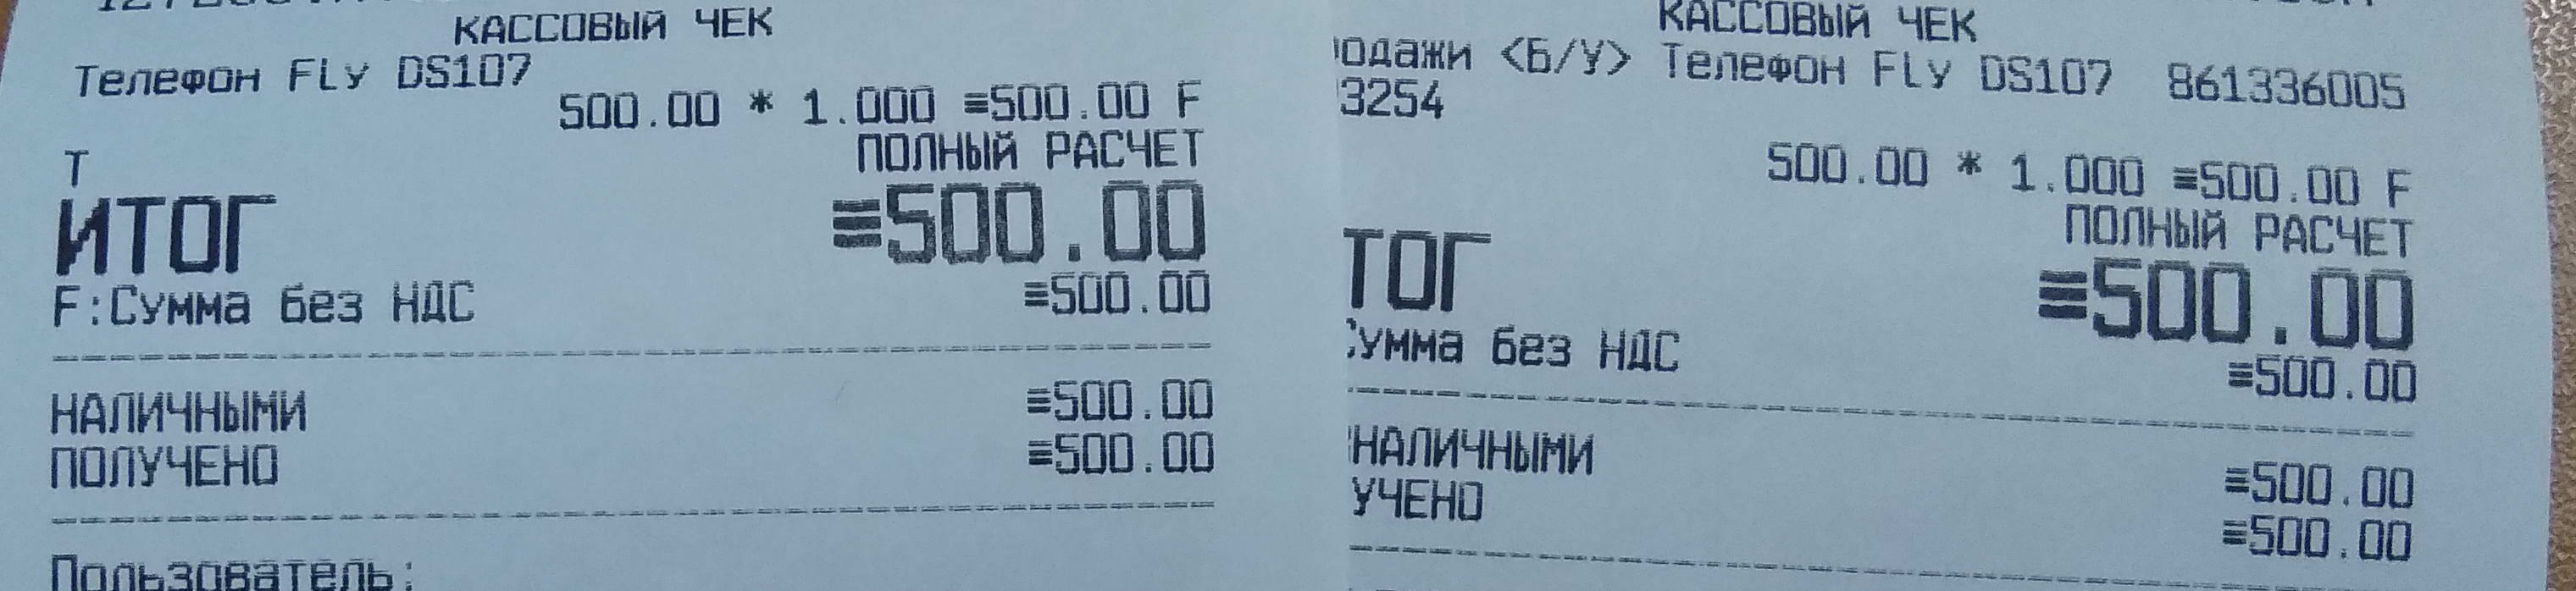 КАССОВЫЙ ЧЕК
Телефон FLy DS107
500.00 * 1.000 ≡500.00 F
ПОЛНЫЙ РАСЧЕТ
Т
ИТОГ ≡500.00
F:Сумма без НДС ≡500.00
НАЛИЧНЫМИ ≡500.00
ПОЛУЧЕНО ≡500.00
Пользователь:
КАССОВЫЙ ЧЕК
одажи <Б/У> Телефон FLy DS107 861336005
3254
500.00 * 1.000 ≡500.00 F
ПОЛНЫЙ РАСЧЕТ
ТОГ ≡500.00
Сумма без НДС ≡500.00
НАЛИЧНЫМИ ≡500.00
УЧЕНО ≡500.00